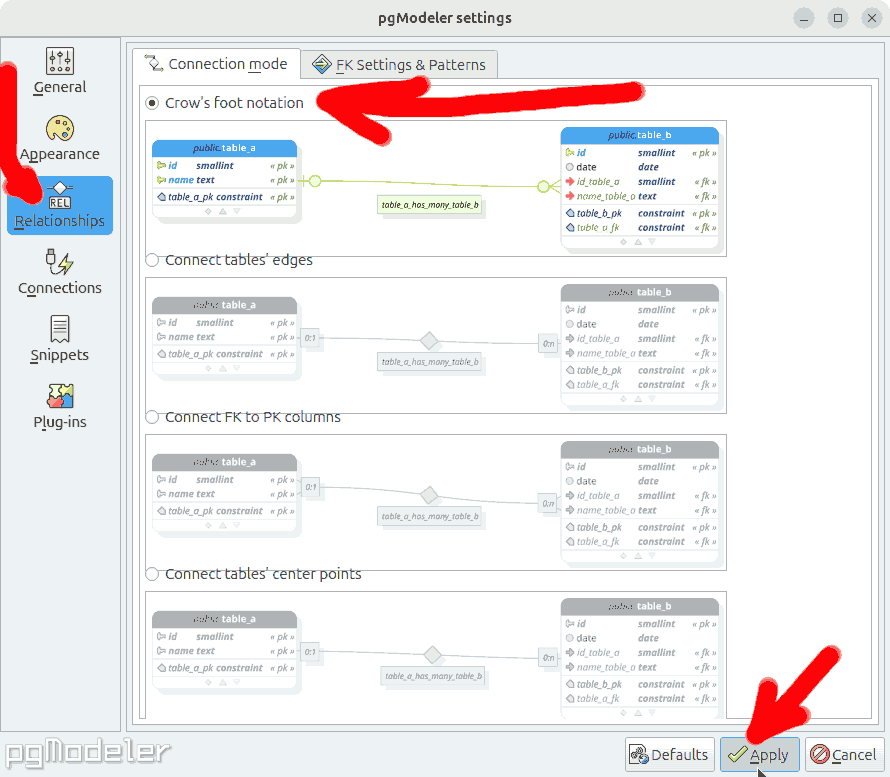 pgModeler settings
General
Appearance
REL
Relationships
Connections
Snippets
Plug-ins
Connection mode
FK Settings & Patterns
Crow's foot notation
public.table_a
id smallint « pk »
name text « pk »
table_a_pk constraint « pk »
table_a_has_many_table_b
public.table_b
id smallint « pk »
date date
id_table_a smallint « fk »
name_table_a text « fk »
table_b_pk constraint « pk »
table_a_fk constraint « fk »
Connect tables' edges
public.table_a
id smallint « pk »
name text « pk »
table_a_pk constraint « pk »
0:1
table_a_has_many_table_b
0:n
public.table_b
id smallint « pk »
date date
id_table_a smallint « fk »
name_table_a text « fk »
table_b_pk constraint « pk »
table_a_fk constraint « fk »
Connect FK to PK columns
public.table_a
id smallint « pk »
name text « pk »
table_a_pk constraint « pk »
0:1
table_a_has_many_table_b
0:n
public.table_b
id smallint « pk »
date date
id_table_a smallint « fk »
name_table_a text « fk »
table_b_pk constraint « pk »
table_a_fk constraint « fk »
Connect tables' center points
public.table_a
id smallint « pk »
name text « pk »
table_a_pk constraint « pk »
0:1
table_a_has_many_table_b
0:n
public.table_b
id smallint « pk »
date date
id_table_a smallint « fk »
name_table_a text « fk »
table_b_pk constraint « pk »
table_a_fk constraint « fk »
pgModeler
Defaults
Apply
Cancel